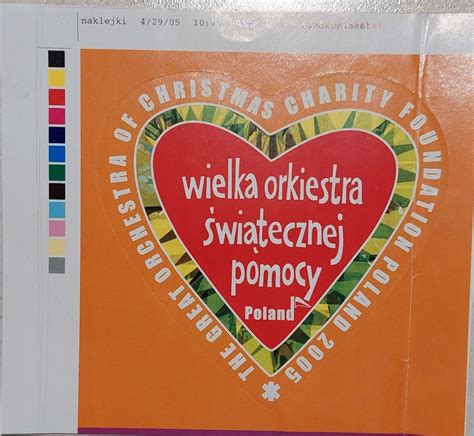 naklejki 4/29/05
THE GREAT ORCHESTRA OF CHRISTMAS CHARITY FOUNDATION POLAND 2005 *
wielka orkiestra
świątecznej
pomocy
Poland